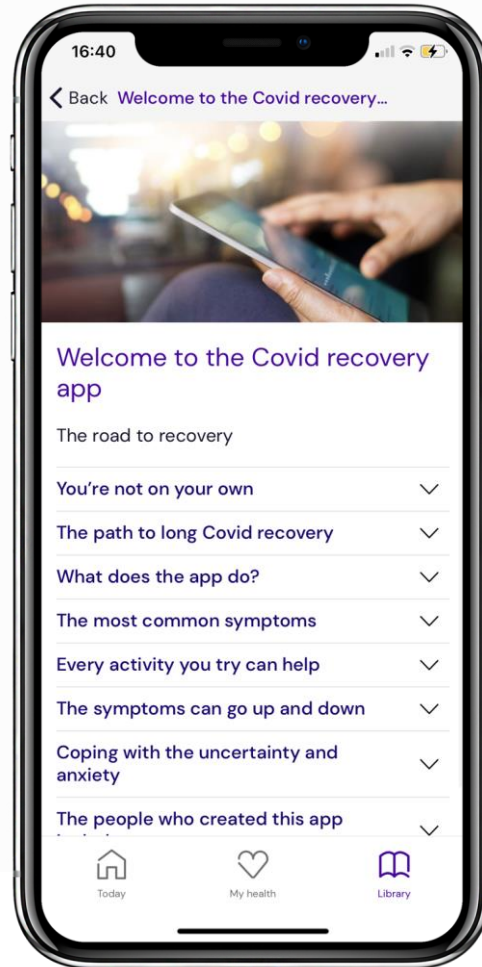 16:40
Back Welcome to the Covid recovery...
Welcome to the Covid recovery
app
The road to recovery
You're not on your own
The path to long Covid recovery
What does the app do?
The most common symptoms
Every activity you try can help
The symptoms can go up and down
Coping with the uncertainty and
anxiety
The people who created this app
Today
My health
Library